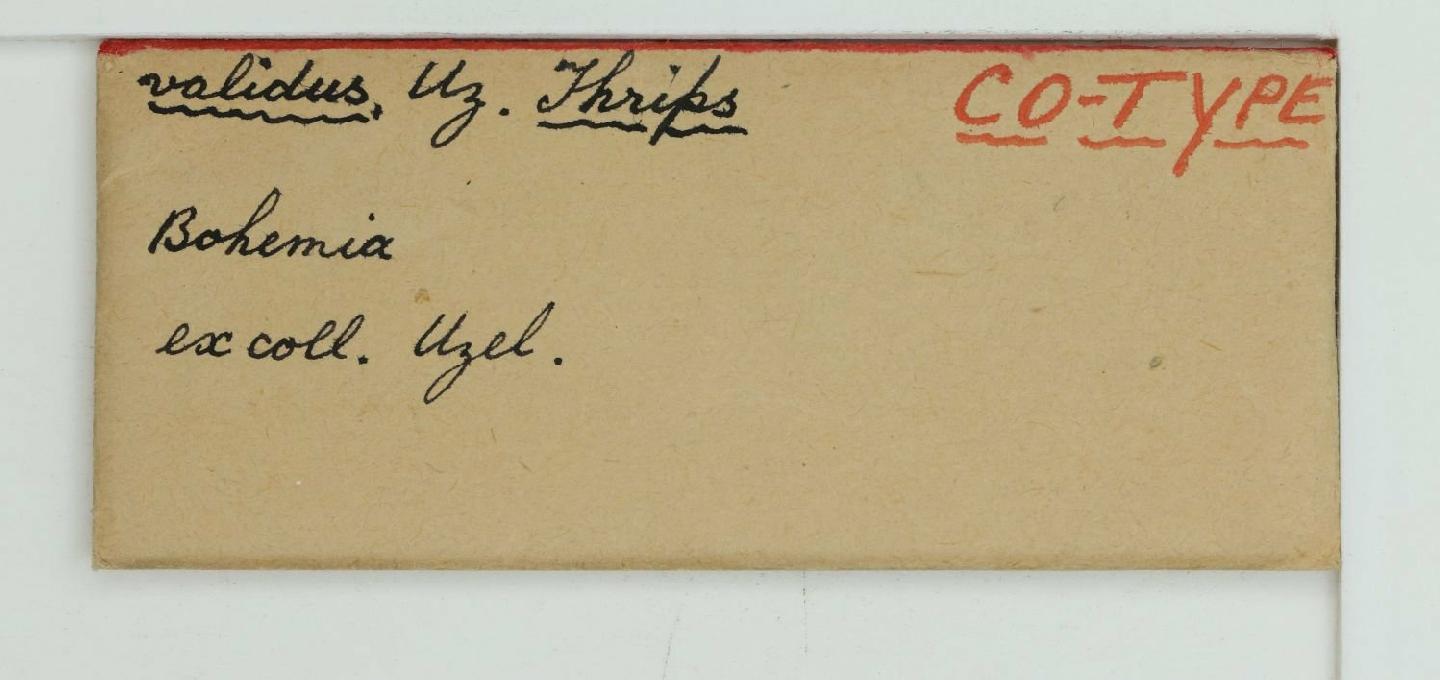 validus, Uz. Thrips CO-TYPE
Bohemia
ex coll. Uzel.